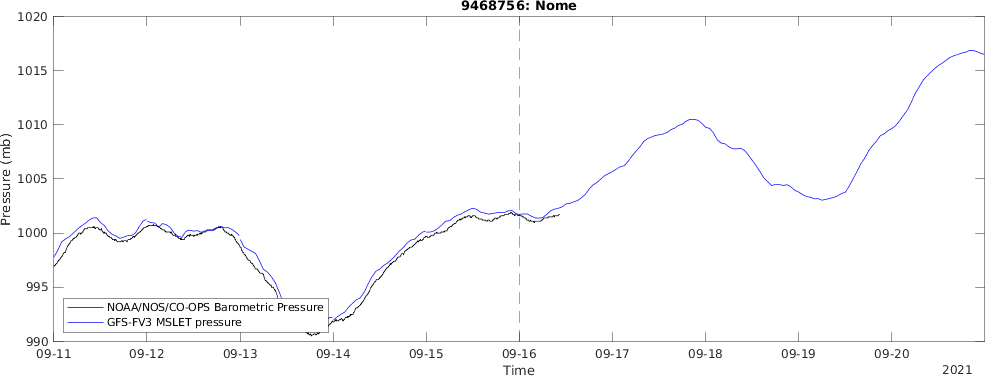 9468756: Nome
1020
1015
1010
1005
1000
995
990
Pressure (mb)
NOAA/NOS/CO-OPS Barometric Pressure
GFS-FV3 MSLET pressure
09-11 09-12 09-13 09-14 09-15 09-16 09-17 09-18 09-19 09-20
Time
2021